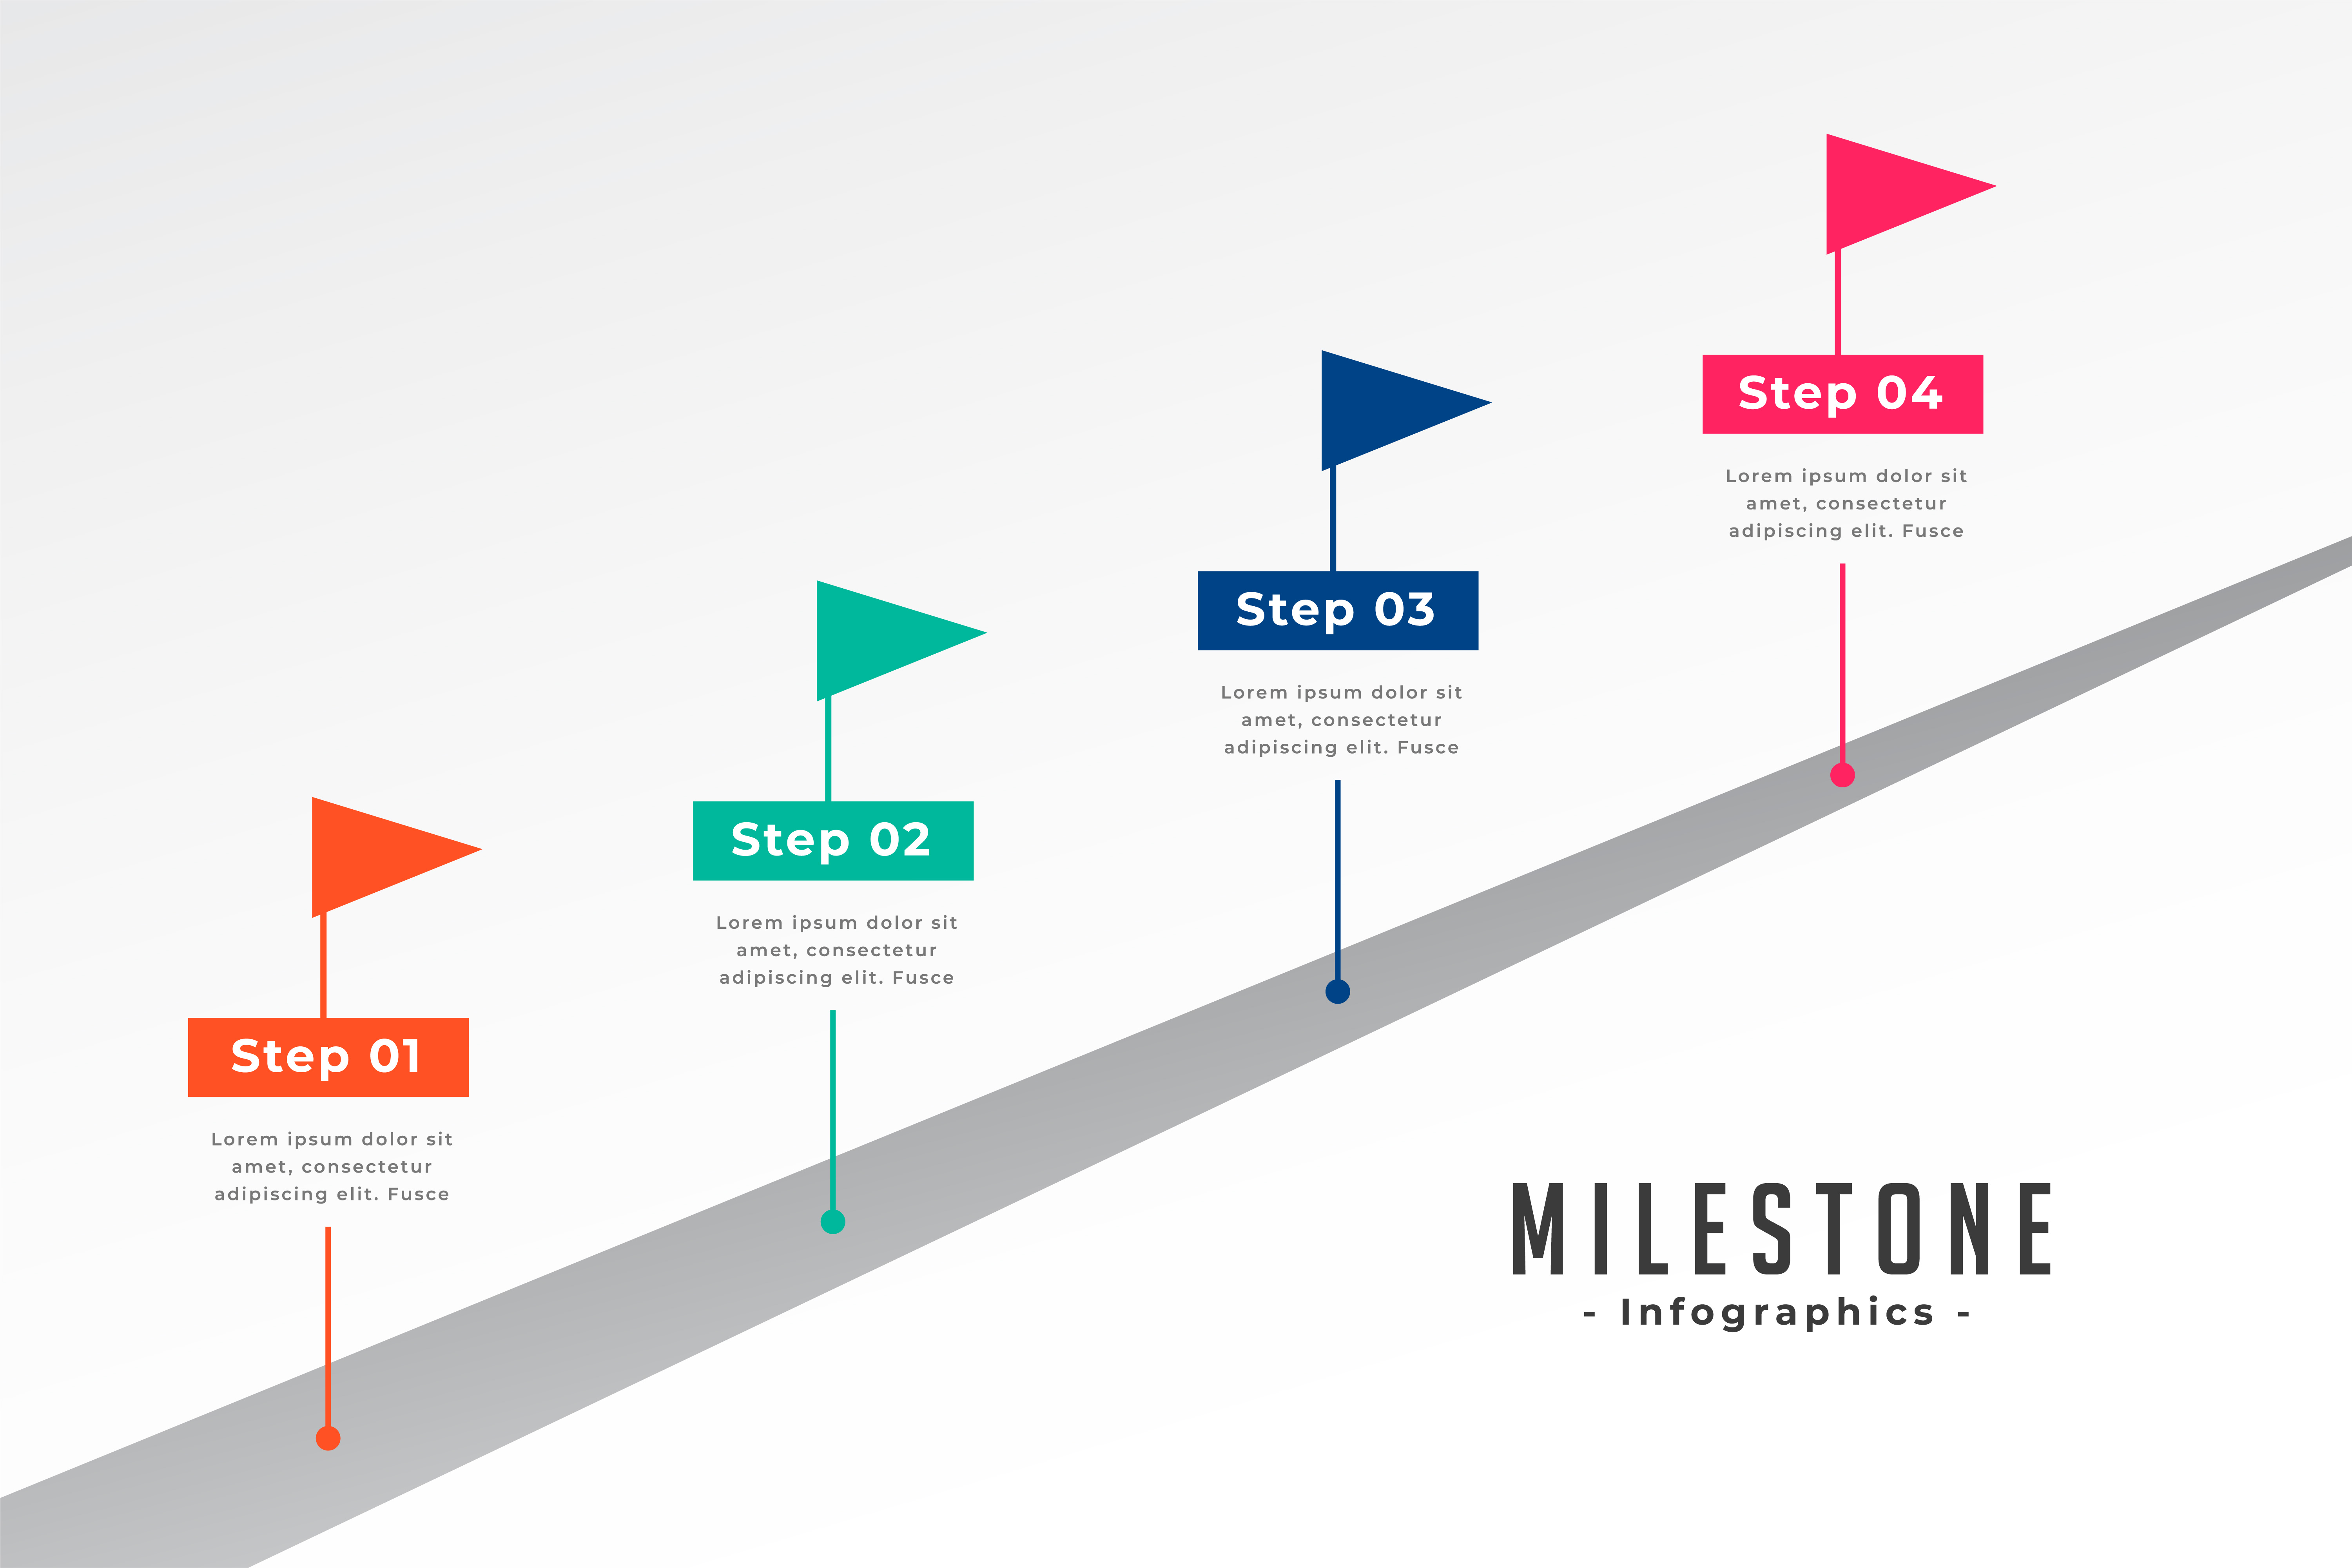 Step 01
Lorem ipsum dolor sit
amet, consectetur
adipiscing elit. Fusce
Step 02
Lorem ipsum dolor sit
amet, consectetur
adipiscing elit. Fusce
Step 03
Lorem ipsum dolor sit
amet, consectetur
adipiscing elit. Fusce
Step 04
Lorem ipsum dolor sit
amet, consectetur
adipiscing elit. Fusce
MILESTONE
- Infographics -